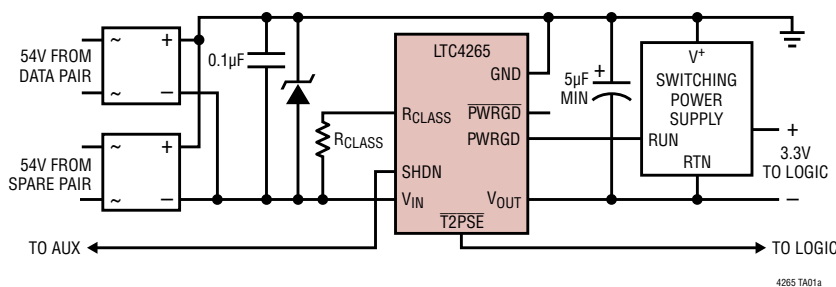 54V FROM
DATA PAIR
~
+
~
−
54V FROM
SPARE PAIR
~
+
~
−
0.1µF
RCLASS
LTC4265
GND
RCLASS
PWRGD
PWRGD
SHDN
VIN
VOUT
T2PSE
5µF
MIN
+
V+
SWITCHING
POWER
SUPPLY
RUN
RTN
+
3.3V
TO LOGIC
−
TO AUX
TO LOGIC
4265 TA01a